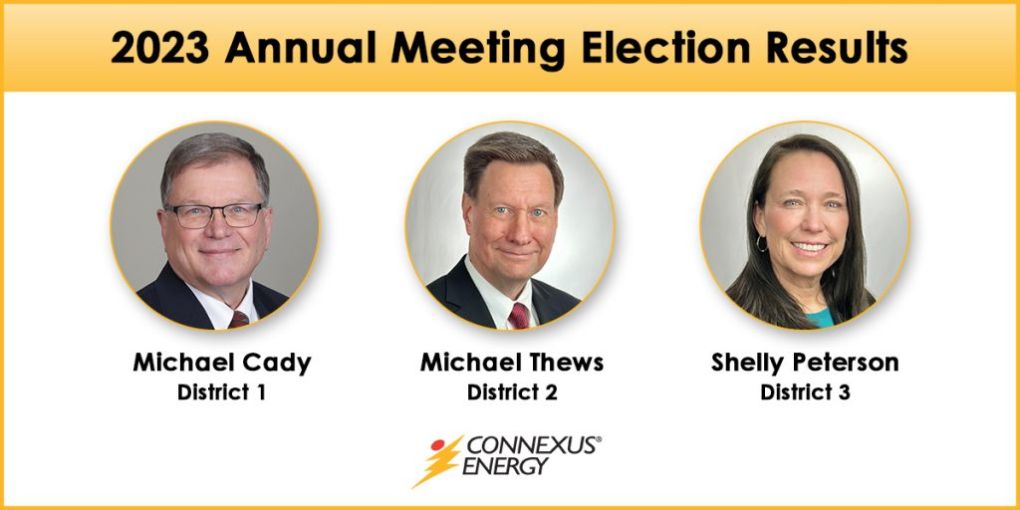 2023 Annual Meeting Election Results
Michael Cady
District 1
Michael Thews
District 2
Shelly Peterson
District 3
CONNEXUS®
ENERGY